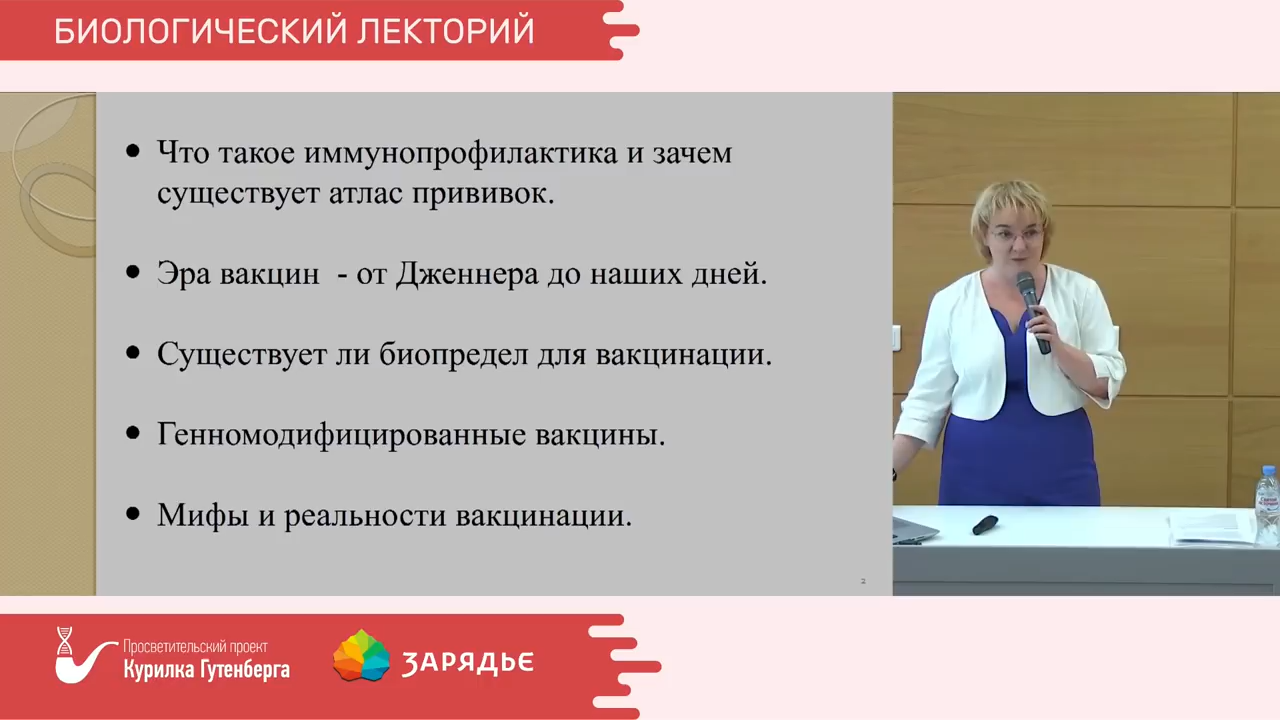 БИОЛОГИЧЕСКИЙ ЛЕКТОРИЙ
• Что такое иммунопрофилактика и зачем
существует атлас прививок.
• Эра вакцин - от Дженнера до наших дней.
• Существует ли биопредел для вакцинации.
• Генномодифицированные вакцины.
• Мифы и реальности вакцинации.
2
Просветительский проект
Курилка Гутенберга
ЗАРЯДЬЕ